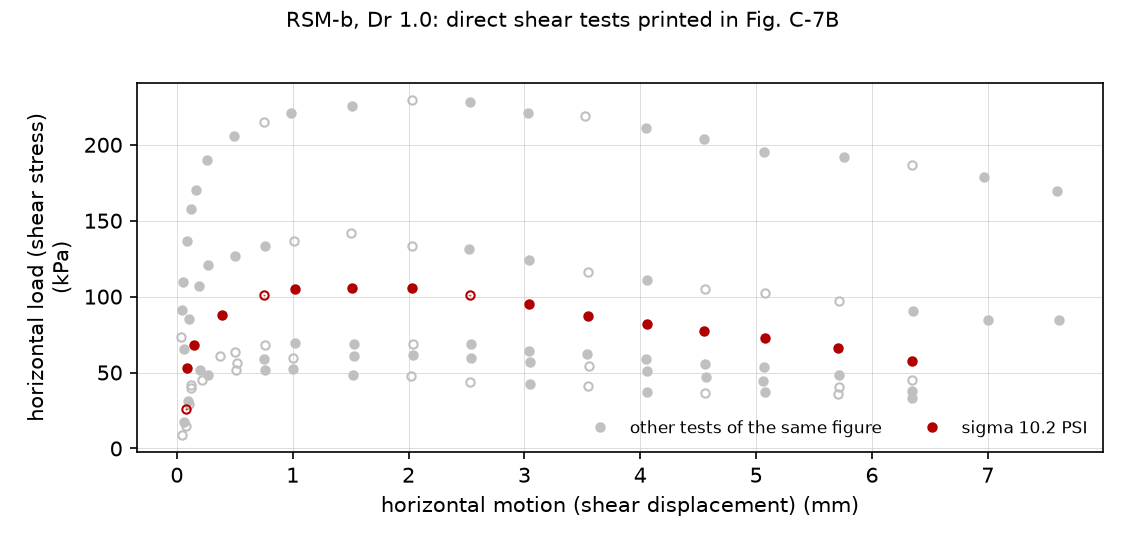 RSM-b, Dr 1.0: direct shear tests printed in Fig. C-7B
horizontal load (shear stress)
(kPa)
200
150
100
50
0
other tests of the same figure
sigma 10.2 PSI
0 1 2 3 4 5 6 7
horizontal motion (shear displacement) (mm)